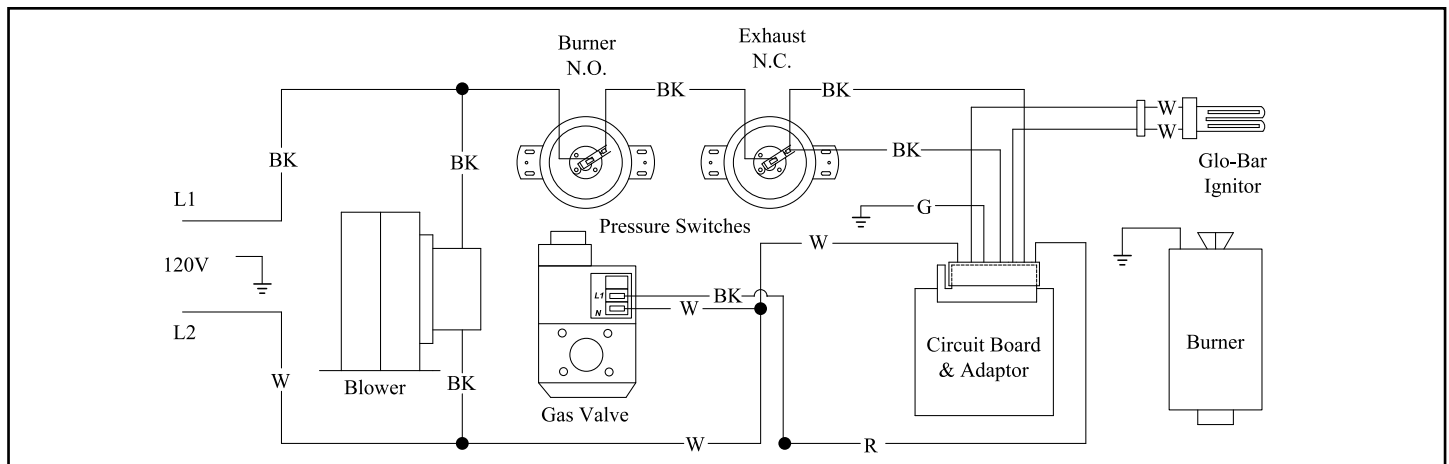 Burner
N.O.
Exhaust
N.C.
BK
BK
W
W
BK
BK
BK
Glo-Bar
Ignitor
L1
G
Pressure Switches
W
120V
L1
BK
N
W
L2
Circuit Board
& Adaptor
Burner
W
Blower
BK
Gas Valve
W
R